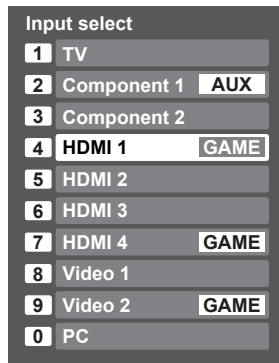 Input select
1 TV
2 Component 1 AUX
3 Component 2
4 HDMI 1 GAME
5 HDMI 2
6 HDMI 3
7 HDMI 4 GAME
8 Video 1
9 Video 2 GAME
0 PC